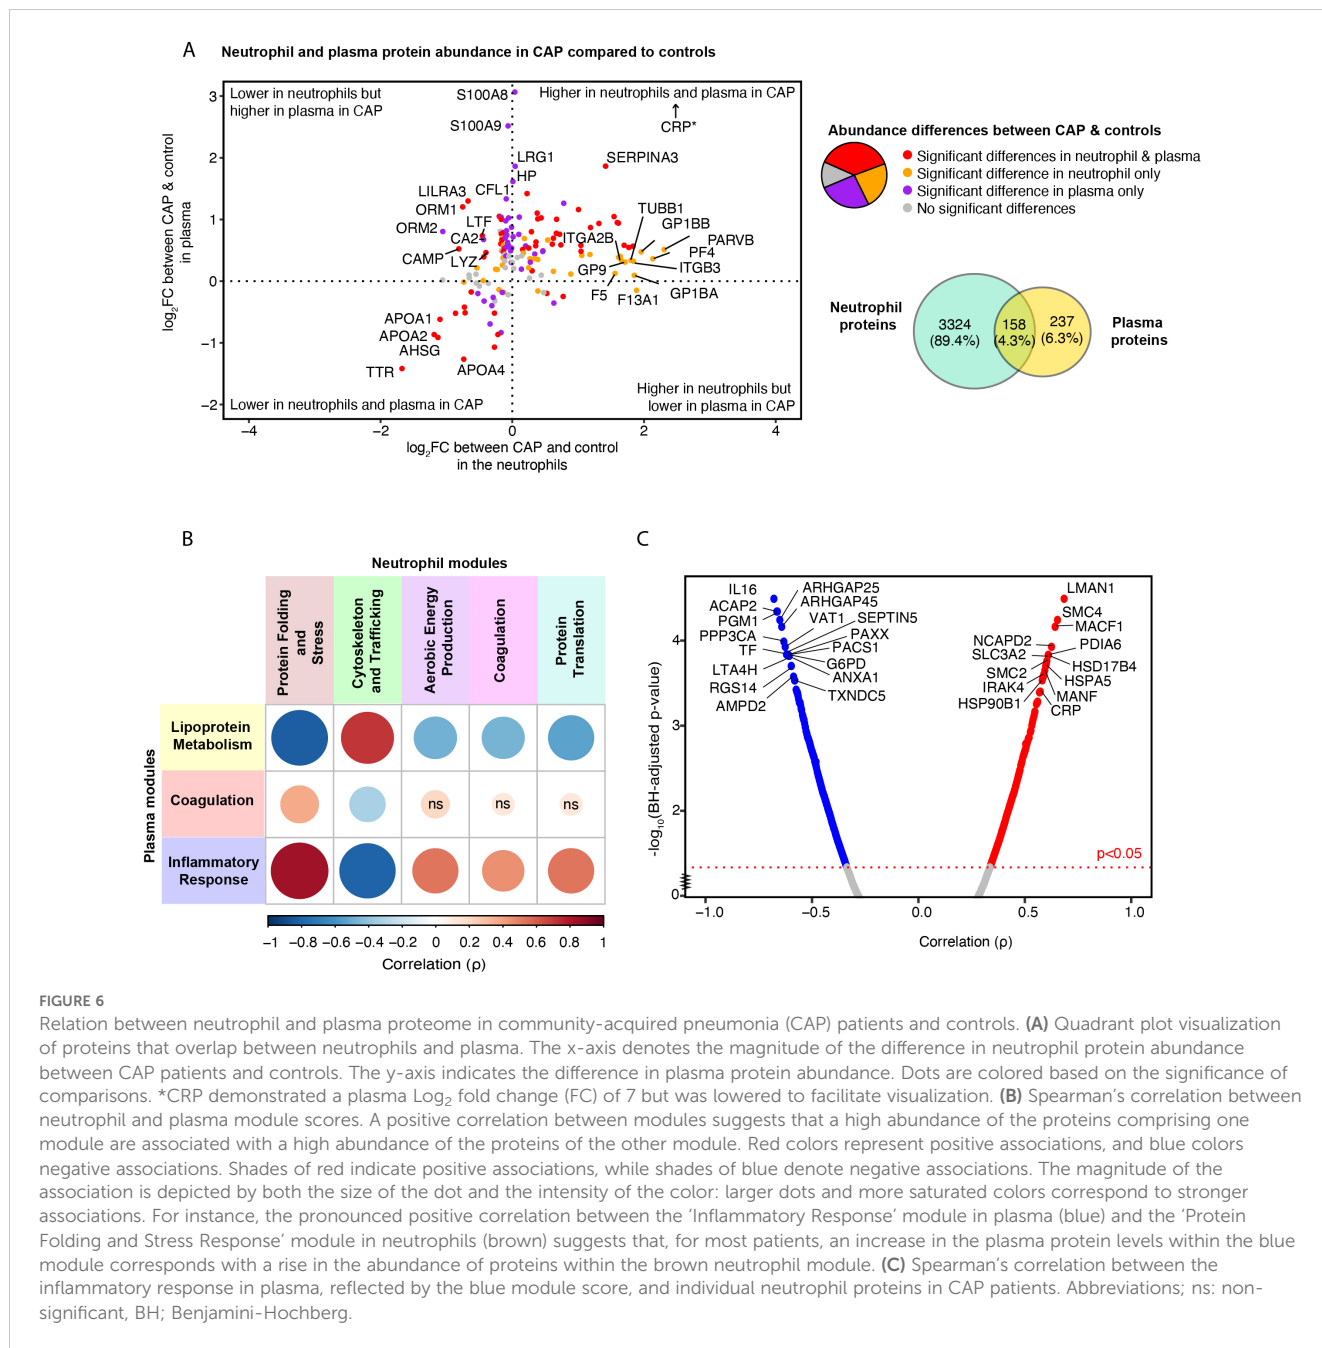 A
Neutrophil and plasma protein abundance in CAP compared to controls
Lower in neutrophils but
higher in plasma in CAP
Higher in neutrophils and plasma in CAP
CRP*
S100A8
S100A9
LRG1
HP
SERPINA3
LILRA3
CFL1
ORM1
ORM2
LTF
CA2
CAMP
LYZ
TUBB1
ITGA2B
GP1BB
PARVB
PF4
ITGB3
GP9
GP1BA
F5
F13A1
APOA1
APOA2
AHSG
TTR
APOA4
Lower in neutrophils and plasma in CAP
Higher in neutrophils but
lower in plasma in CAP
3
2
1
0
−1
−2
−4
−2
0
2
4
log2FC between CAP & control
in plasma
log2FC between CAP and control
in the neutrophils
Abundance differences between CAP & controls
Significant differences in neutrophil & plasma
Significant difference in neutrophil only
Significant difference in plasma only
No significant differences
Neutrophil
proteins
3324
(89.4%)
158
(4.3%)
237
(6.3%)
Plasma
proteins
B
Neutrophil modules
Protein Folding
and
Stress
Cytoskeleton
and Trafficking
Aerobic Energy
Production
Coagulation
Protein
Translation
Plasma modules
Lipoprotein
Metabolism
Coagulation
ns
ns
ns
Inflammatory
Response
−1 −0.8 −0.6 −0.4 −0.2 0 0.2 0.4 0.6 0.8 1
Correlation (ρ)
C
IL16
ACAP2
PGM1
PPP3CA
TF
LTA4H
RGS14
AMPD2
ARHGAP25
ARHGAP45
VAT1
SEPTIN5
PAXX
PACS1
G6PD
ANXA1
TXNDC5
LMAN1
SMC4
MACF1
NCAPD2
PDIA6
SLC3A2
HSD17B4
SMC2
HSPA5
IRAK4
MANF
HSP90B1
CRP
p<0.05
4
3
2
0
-log10(BH-adjusted p-value)
−1.0
−0.5
0.0
0.5
1.0
Correlation (ρ)
FIGURE 6
Relation between neutrophil and plasma proteome in community-acquired pneumonia (CAP) patients and controls. (A) Quadrant plot visualization
of proteins that overlap between neutrophils and plasma. The x-axis denotes the magnitude of the difference in neutrophil protein abundance
between CAP patients and controls. The y-axis indicates the difference in plasma protein abundance. Dots are colored based on the significance of
comparisons. *CRP demonstrated a plasma Log2 fold change (FC) of 7 but was lowered to facilitate visualization. (B) Spearman's correlation between
neutrophil and plasma module scores. A positive correlation between modules suggests that a high abundance of the proteins comprising one
module are associated with a high abundance of the proteins of the other module. Red colors represent positive associations, and blue colors
negative associations. Shades of red indicate positive associations, while shades of blue denote negative associations. The magnitude of the
association is depicted by both the size of the dot and the intensity of the color: larger dots and more saturated colors correspond to stronger
associations. For instance, the pronounced positive correlation between the 'Inflammatory Response' module in plasma (blue) and the 'Protein
Folding and Stress Response' module in neutrophils (brown) suggests that, for most patients, an increase in the plasma protein levels within the blue
module corresponds with a rise in the abundance of proteins within the brown neutrophil module. (C) Spearman's correlation between the
inflammatory response in plasma, reflected by the blue module score, and individual neutrophil proteins in CAP patients. Abbreviations; ns: non-
significant, BH; Benjamini-Hochberg.